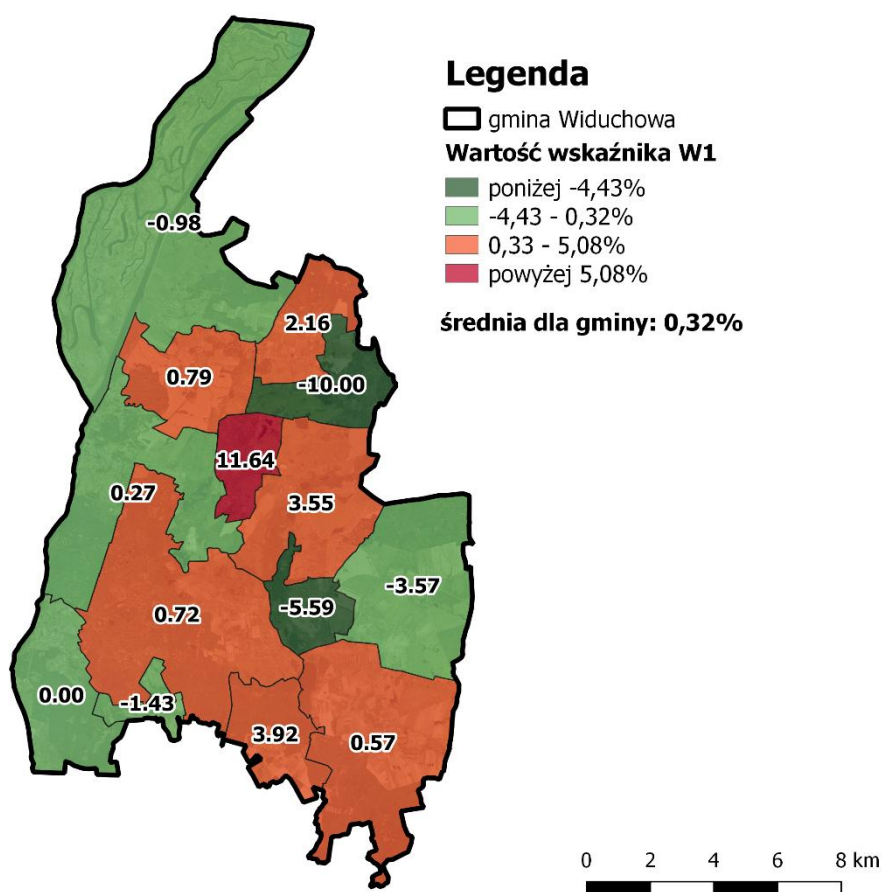 Legenda
gmina Widuchowa
Wartość wskaźnika W1
poniżej -4,43%
-4,43 - 0,32%
0,33 - 5,08%
powyżej 5,08%
średnia dla gminy: 0,32%
-0.98
2.16
0.79
-10.00
11.64
0.27
3.55
-3.57
-5.59
0.72
0.00
-1.43
3.92
0.57
0 2 4 6 8 km